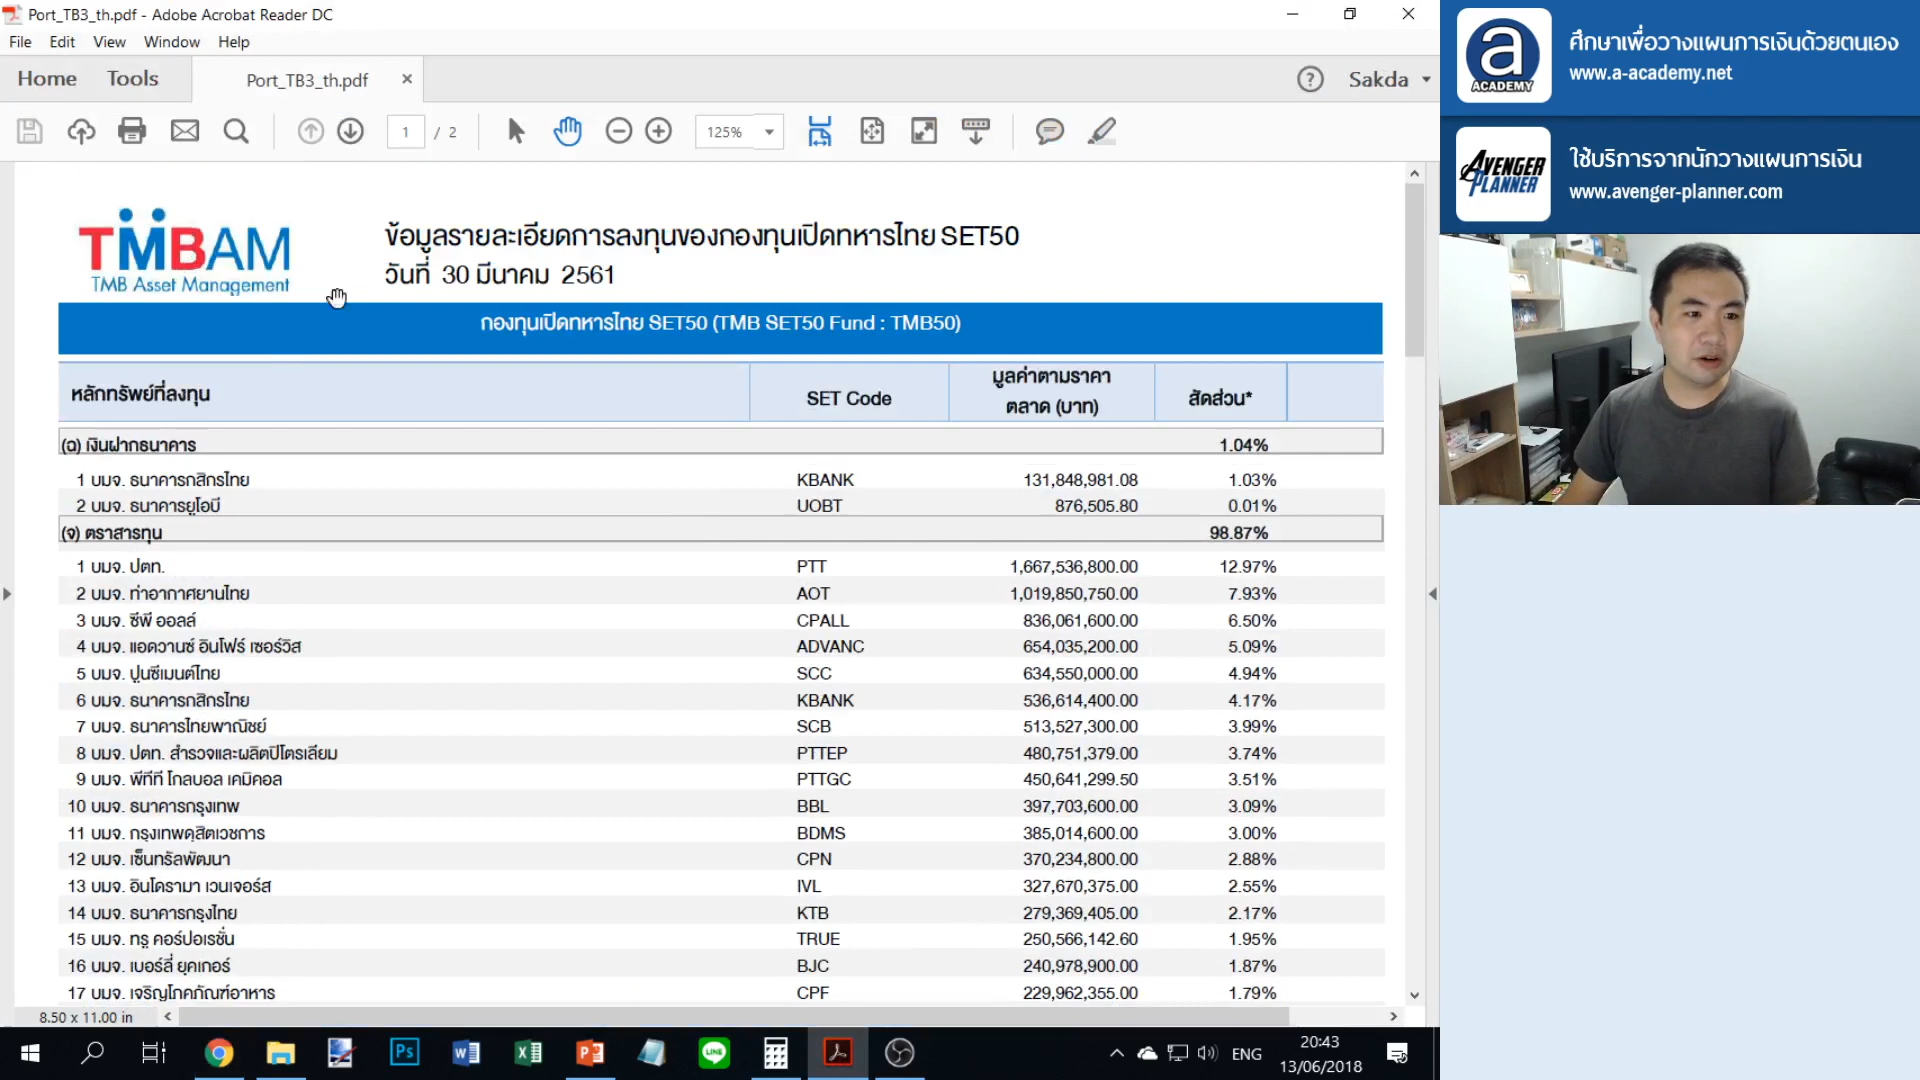 Port_TB3_th.pdf - Adobe Acrobat Reader DC
File Edit View Window Help
Home Tools Port_TB3_th.pdf Sakda
1 / 2 125%
TMBAM
TMB Asset Management
ข้อมูลรายละเอียดการลงทุนของกองทุนเปิดทหารไทย SET50
วันที่ 30 มีนาคม 2561
กองทุนเปิดทหารไทย SET50 (TMB SET50 Fund : TMB50)
หลักทรัพย์ที่ลงทุน SET Code มูลค่าตามราคา
ตลาด (บาท) สัดส่วน*
(ฉ) เงินฝากธนาคาร 1.04%
1 บมจ. ธนาคารกสิกรไทย KBANK 131,848,981.08 1.03%
2 บมจ. ธนาคารยูโอบี UOBT 876,505.80 0.01%
(จ) ตราสารทุน 98.87%
1 บมจ. ปตท. PTT 1,667,536,800.00 12.97%
2 บมจ. ท่าอากาศยานไทย AOT 1,019,850,750.00 7.93%
3 บมจ. ซีพี ออลล์ CPALL 836,061,600.00 6.50%
4 บมจ. แอดวานซ์ อินโฟร์ เซอร์วิส ADVANC 654,035,200.00 5.09%
5 บมจ. ปูนซีเมนต์ไทย SCC 634,550,000.00 4.94%
6 บมจ. ธนาคารกสิกรไทย KBANK 536,614,400.00 4.17%
7 บมจ. ธนาคารไทยพาณิชย์ SCB 513,527,300.00 3.99%
8 บมจ. ปตท. สำรวจและผลิตปิโตรเลียม PTTEP 480,751,379.00 3.74%
9 บมจ. พีทีที โกลบอล เคมิคอล PTTGC 450,641,299.50 3.51%
10 บมจ. ธนาคารกรุงเทพ BBL 397,703,600.00 3.09%
11 บมจ. กรุงเทพดุสิตเวชการ BDMS 385,014,600.00 3.00%
12 บมจ. เซ็นทรัลพัฒนา CPN 370,234,800.00 2.88%
13 บมจ. อินโดรามา เวนเจอร์ส IVL 327,670,375.00 2.55%
14 บมจ. ธนาคารกรุงไทย KTB 279,369,405.00 2.17%
15 บมจ. ทรู คอร์ปอเรชั่น TRUE 250,566,142.60 1.95%
16 บมจ. เบอร์ลี่ ยุคเกอร์ BJC 240,978,900.00 1.87%
17 บมจ. เจริญโภคภัณฑ์อาหาร CPF 229,962,355.00 1.79%
8.50 x 11.00 in
ENG
20:43
13/06/2018
a
ACADEMY
ศึกษาเพื่อวางแผนการเงินด้วยตนเอง
www.a-academy.net
AVENGER
PLANNER
ใช้บริการจากนักวางแผนการเงิน
www.avenger-planner.com
Ps
LINE